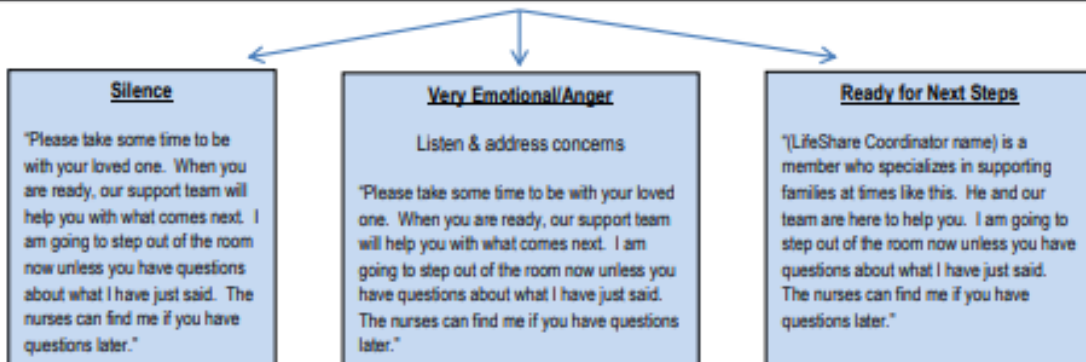 Silence
"Please take some time to be
with your loved one. When you
are ready, our support team will
help you with what comes next. I
am going to step out of the room
now unless you have questions
about what I have just said. The
nurses can find me if you have
questions later."
Very Emotional/Anger
Listen & address concerns
"Please take some time to be with your loved
one. When you are ready, our support team
will help you with what comes next. I am
going to step out of the room now unless you
have questions about what I have just said.
The nurses can find me if you have questions
later."
Ready for Next Steps
"(LifeShare Coordinator name) is a
member who specializes in supporting
families at times like this. He and our
team are here to help you. I am going to
step out of the room now unless you have
questions about what I have just said.
The nurses can find me if you have
questions later."